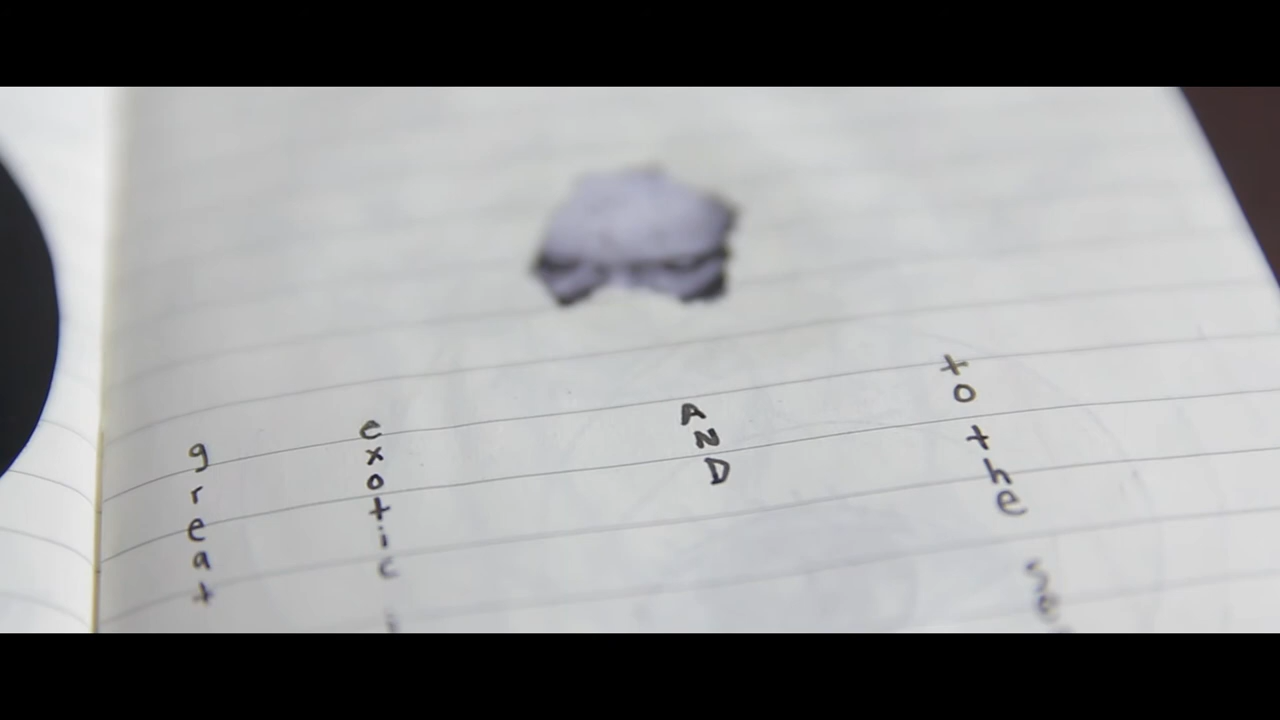 great
exotic
AND
to the